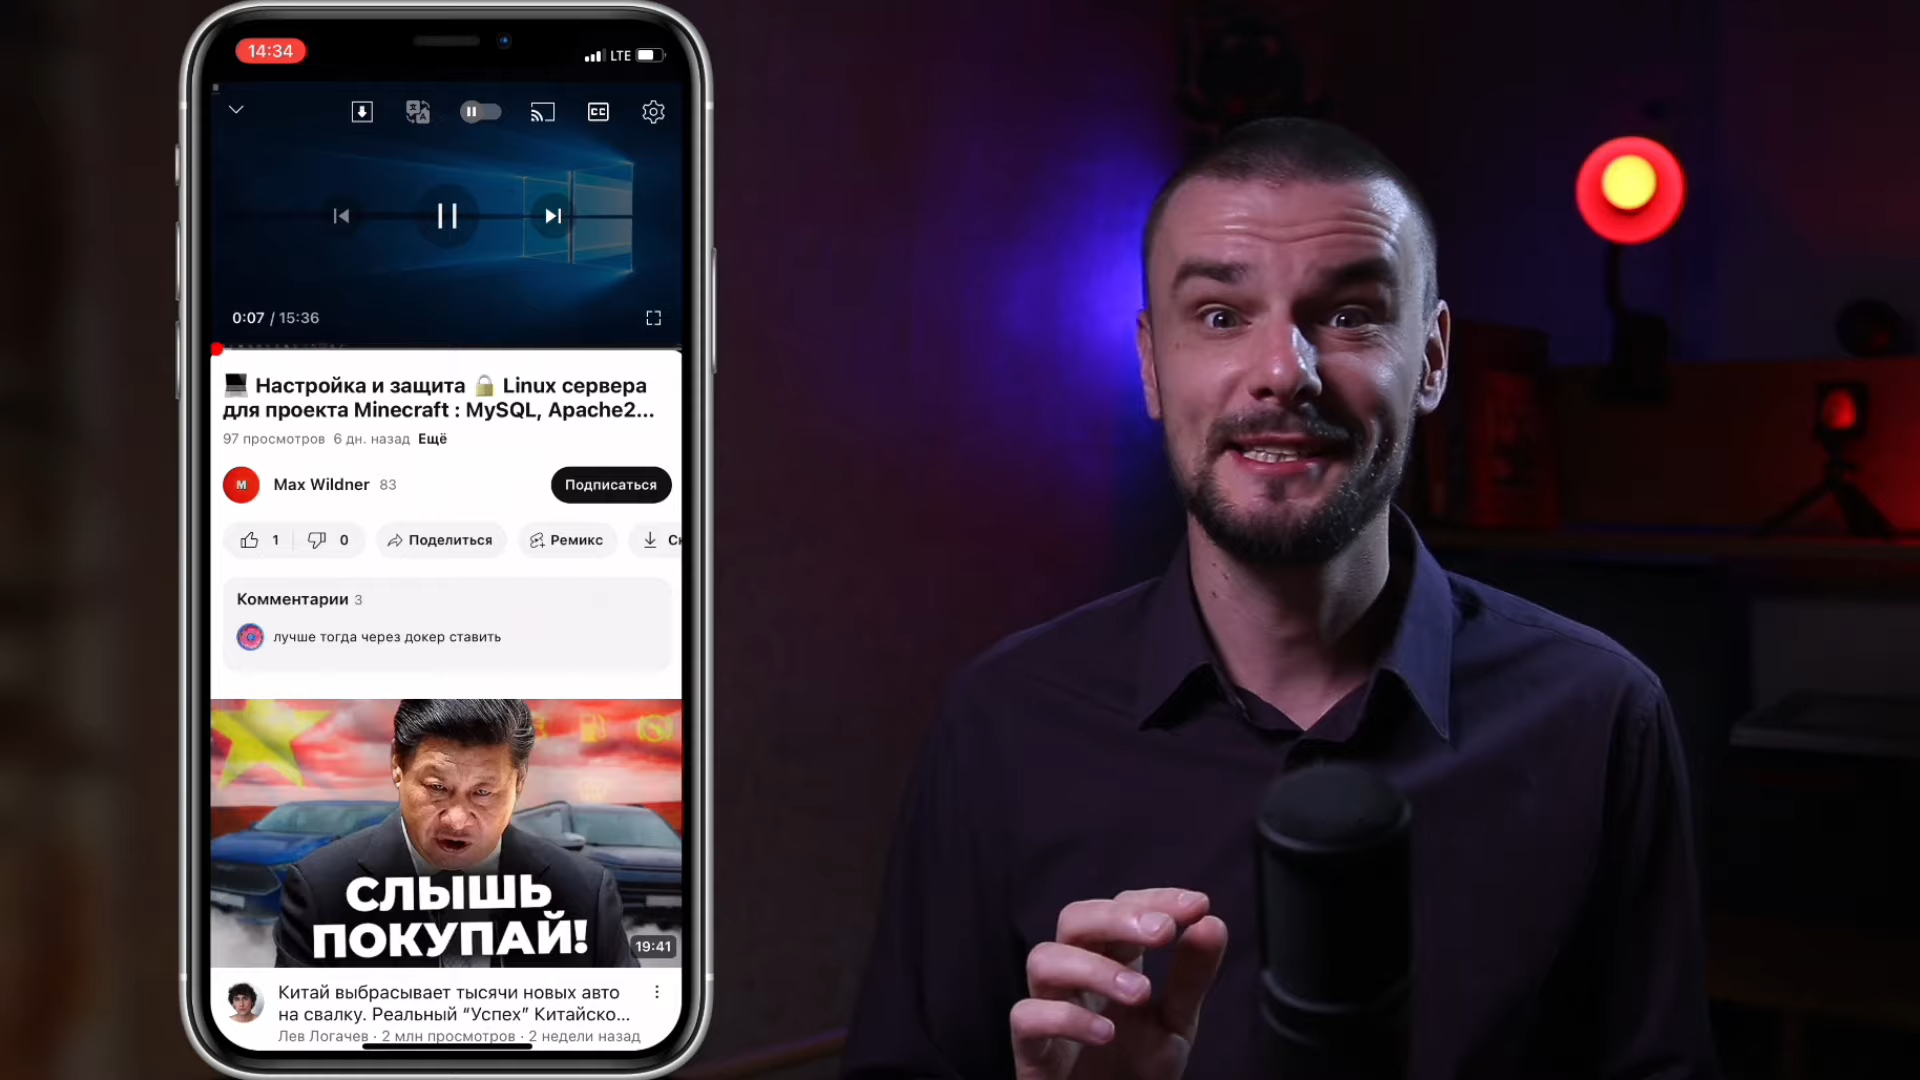 14:34
LTE
CC
0:07 / 15:36
Настройка и защита 🔒 Linux сервера
для проекта Minecraft : MySQL, Apache2...
97 просмотров 6 дн. назад Ещё
M
Max Wildner 83
Подписаться
1
0
Поделиться
Ремикс
Комментарии 3
лучше тогда через докер ставить
СЛЫШЬ
ПОКУПАЙ!
19:41
Китай выбрасывает тысячи новых авто
на свалку. Реальный “Успех” Китайско...
Лев Логачев · 2 млн просмотров · 2 недели назад